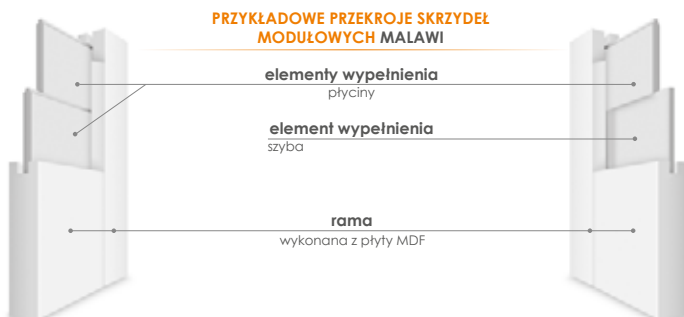 PRZYKŁADOWE PRZEKROJE SKRZYDEŁ
MODUŁOWYCH MALAWI
elementy wypełnienia
płyciny
element wypełnienia
szyba
rama
wykonana z płyty MDF